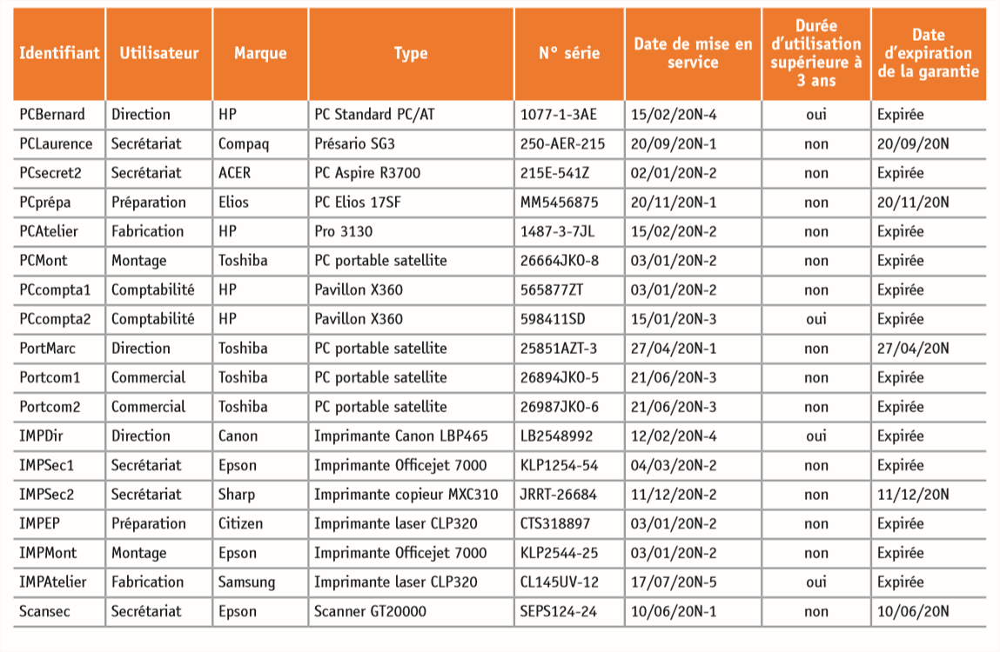 Identifiant Utilisateur Marque Type N° série Date de mise en service Durée d'utilisation supérieure à 3 ans Date d'expiration de la garantie
PCBernard Direction HP PC Standard PC/AT 1077-1-3AE 15/02/20N-4 oui Expirée
PCLaurence Secrétariat Compaq Présario SG3 250-AER-215 20/09/20N-1 non 20/09/20N
PCsecret2 Secrétariat ACER PC Aspire R3700 215E-541Z 02/01/20N-2 non Expirée
PCprépa Préparation Elios PC Elios 17SF MM5456875 20/11/20N-1 non 20/11/20N
PCAtelier Fabrication HP Pro 3130 1487-3-7JL 15/02/20N-2 non Expirée
PCMont Montage Toshiba PC portable satellite 26664JKO-8 03/01/20N-2 non Expirée
PCcompta1 Comptabilité HP Pavillon X360 565877ZT 03/01/20N-2 non Expirée
PCcompta2 Comptabilité HP Pavillon X360 598411SD 15/01/20N-3 oui Expirée
PortMarc Direction Toshiba PC portable satellite 25851AZT-3 27/04/20N-1 non 27/04/20N
Portcom1 Commercial Toshiba PC portable satellite 26894JKO-5 21/06/20N-3 non Expirée
Portcom2 Commercial Toshiba PC portable satellite 26987JKO-6 21/06/20N-3 non Expirée
IMPDir Direction Canon Imprimante Canon LBP465 LB2548992 12/02/20N-4 oui Expirée
IMPSec1 Secrétariat Epson Imprimante Officejet 7000 KLP1254-54 04/03/20N-2 non Expirée
IMPSec2 Secrétariat Sharp Imprimante copieur MXC310 JRRT-26684 11/12/20N-2 non 11/12/20N
IMPEP Préparation Citizen Imprimante laser CLP320 CTS318897 03/01/20N-2 non Expirée
IMPMont Montage Epson Imprimante Officejet 7000 KLP2544-25 03/01/20N-2 non Expirée
IMPAtelier Fabrication Samsung Imprimante laser CLP320 CL145UV-12 17/07/20N-5 oui Expirée
Scansec Secrétariat Epson Scanner GT20000 SEPS124-24 10/06/20N-1 non 10/06/20N